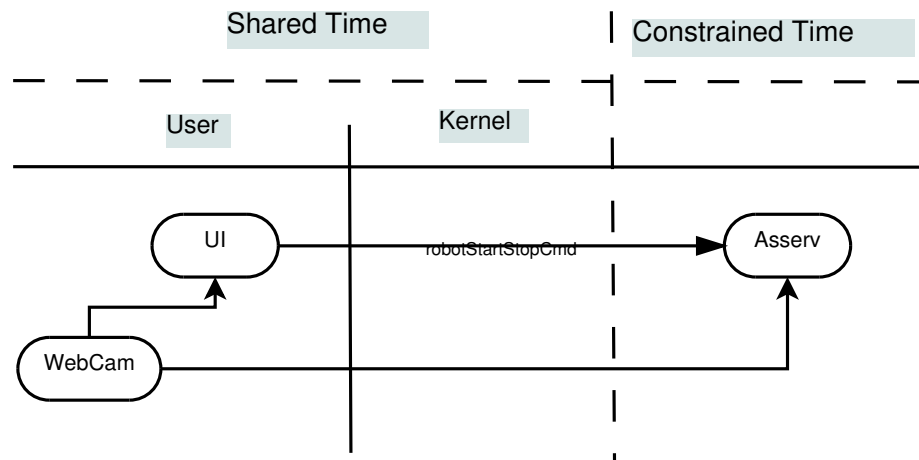 Shared Time
Constrained Time
User
Kernel
UI
robotStartStopCmd
Asserv
WebCam